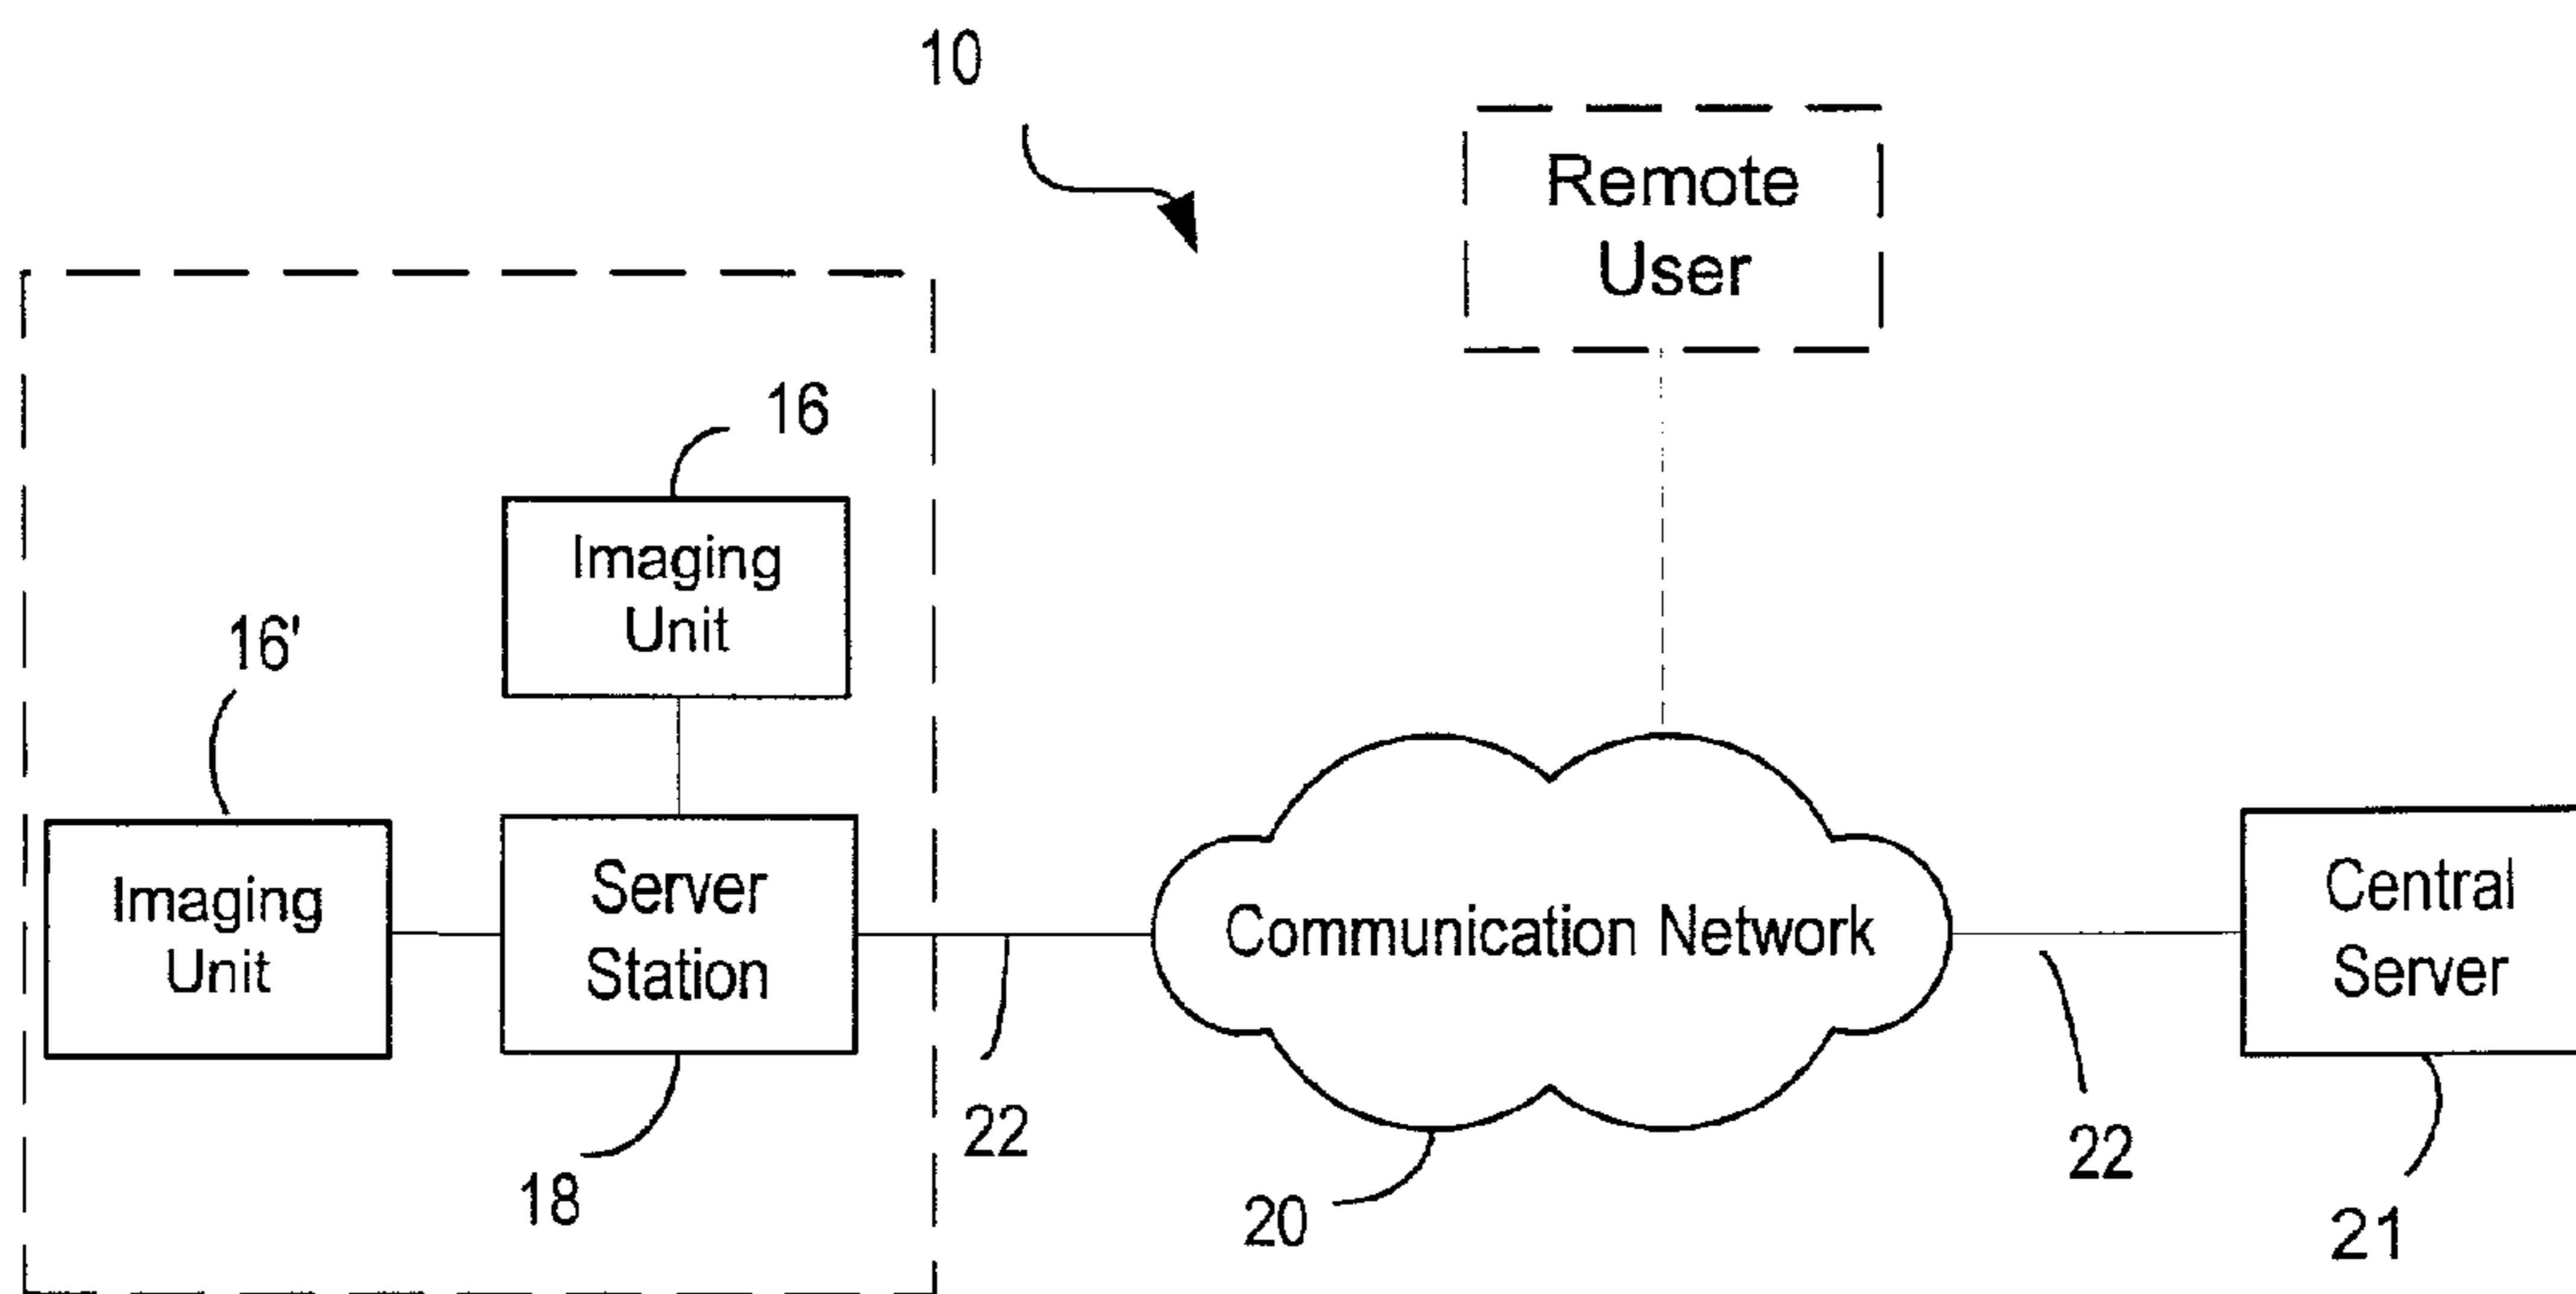 10
Remote
User
16
Imaging
Unit
16'
Imaging
Unit
Server
Station
Communication Network
Central
Server
18
22
20
22
21